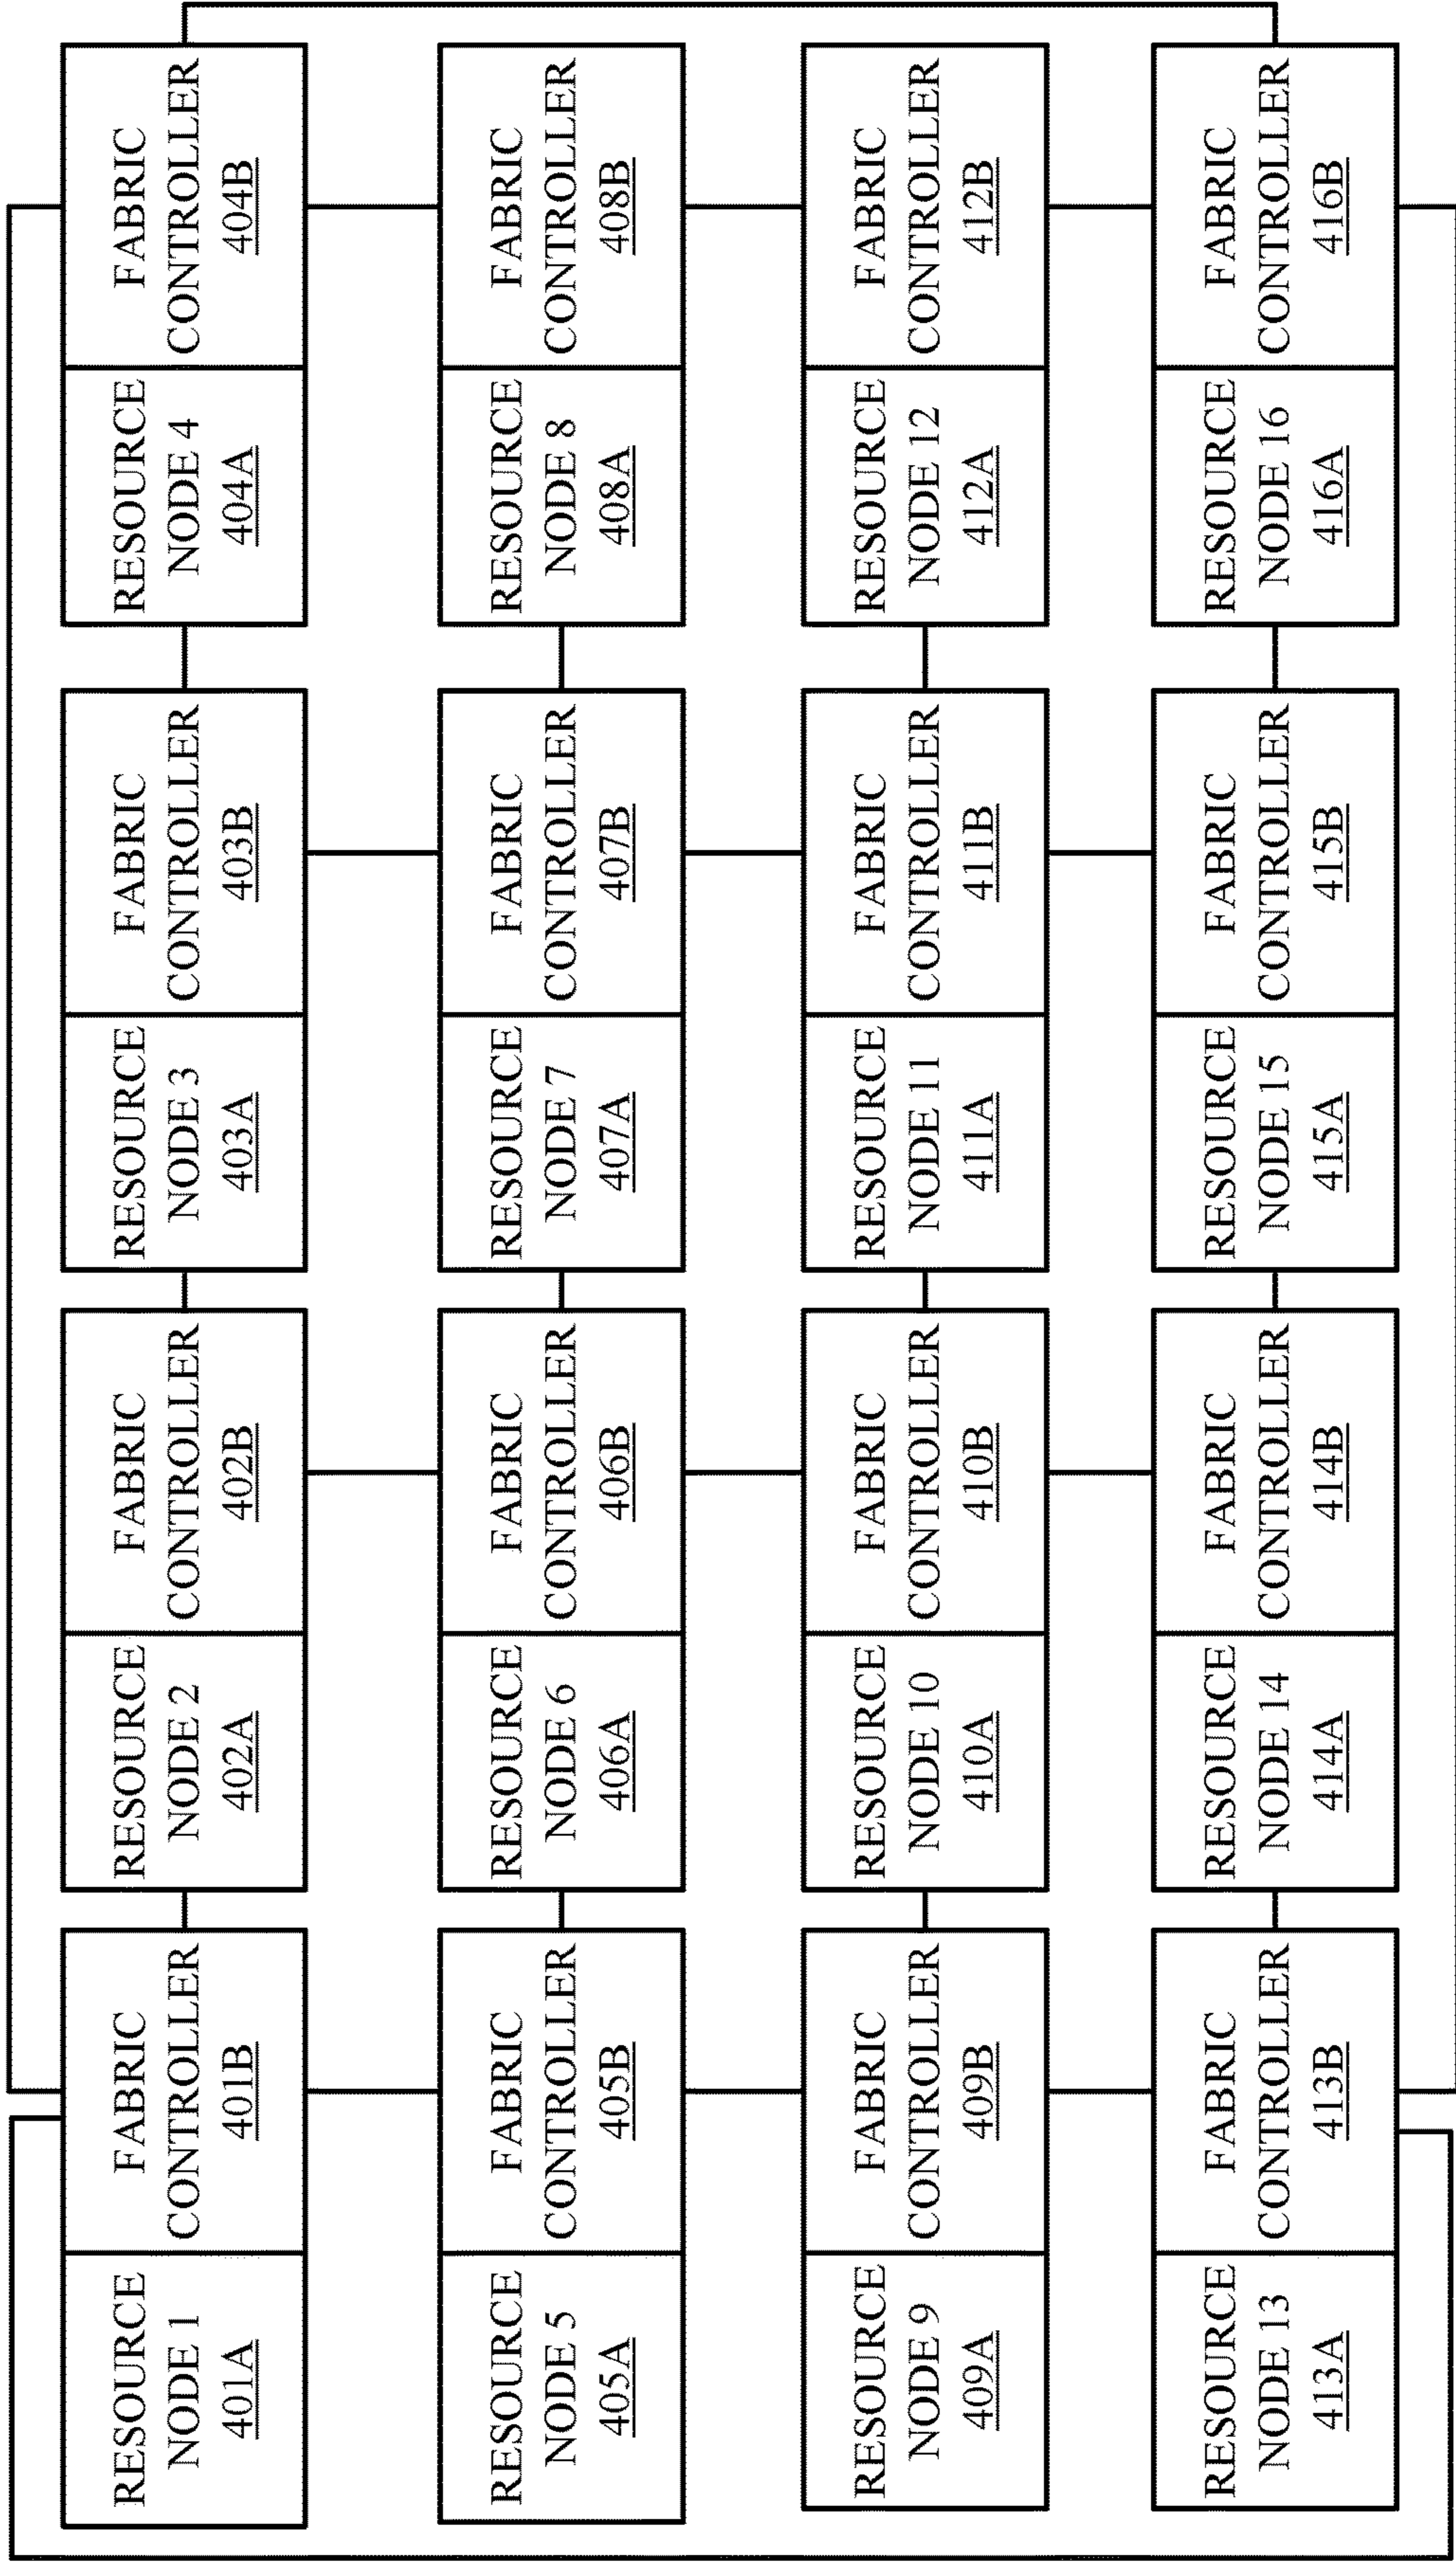 RESOURCE
NODE 1
401A
FABRIC
CONTROLLER
401B
RESOURCE
NODE 2
402A
FABRIC
CONTROLLER
402B
RESOURCE
NODE 3
403A
FABRIC
CONTROLLER
403B
RESOURCE
NODE 4
404A
FABRIC
CONTROLLER
404B
RESOURCE
NODE 5
405A
FABRIC
CONTROLLER
405B
RESOURCE
NODE 6
406A
FABRIC
CONTROLLER
406B
RESOURCE
NODE 7
407A
FABRIC
CONTROLLER
407B
RESOURCE
NODE 8
408A
FABRIC
CONTROLLER
408B
RESOURCE
NODE 9
409A
FABRIC
CONTROLLER
409B
RESOURCE
NODE 10
410A
FABRIC
CONTROLLER
410B
RESOURCE
NODE 11
411A
FABRIC
CONTROLLER
411B
RESOURCE
NODE 12
412A
FABRIC
CONTROLLER
412B
RESOURCE
NODE 13
413A
FABRIC
CONTROLLER
413B
RESOURCE
NODE 14
414A
FABRIC
CONTROLLER
414B
RESOURCE
NODE 15
415A
FABRIC
CONTROLLER
415B
RESOURCE
NODE 16
416A
FABRIC
CONTROLLER
416B